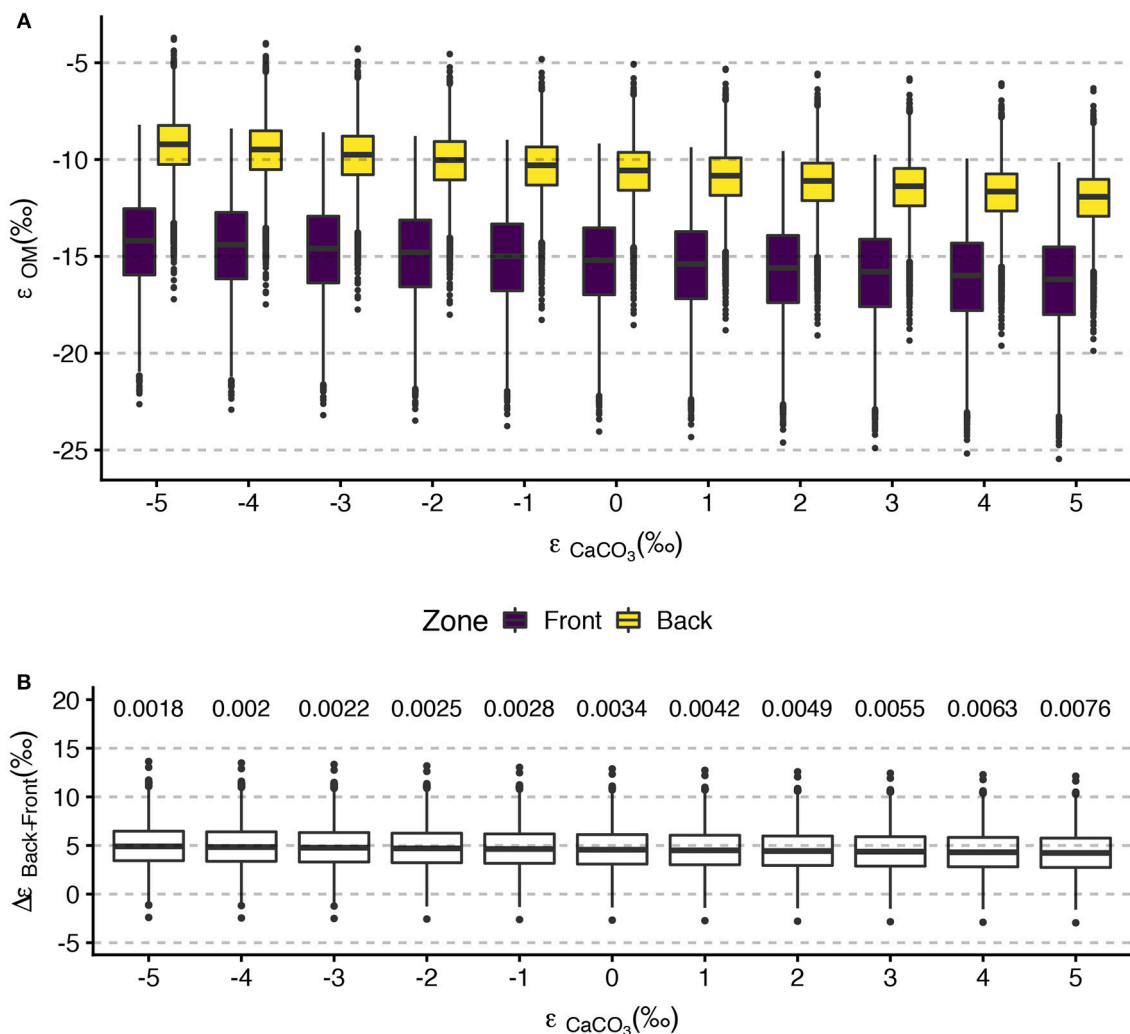 A
-5
-10
-15
-20
-25
ε OM(‰)
-5 -4 -3 -2 -1 0 1 2 3 4 5
ε CaCO₃(‰)
Zone Front Back
B
20
0.0018 0.002 0.0022 0.0025 0.0028 0.0034 0.0042 0.0049 0.0055 0.0063 0.0076
15
10
5
0
-5
Δε Back-Front(‰)
-5 -4 -3 -2 -1 0 1 2 3 4 5
ε CaCO₃(‰)